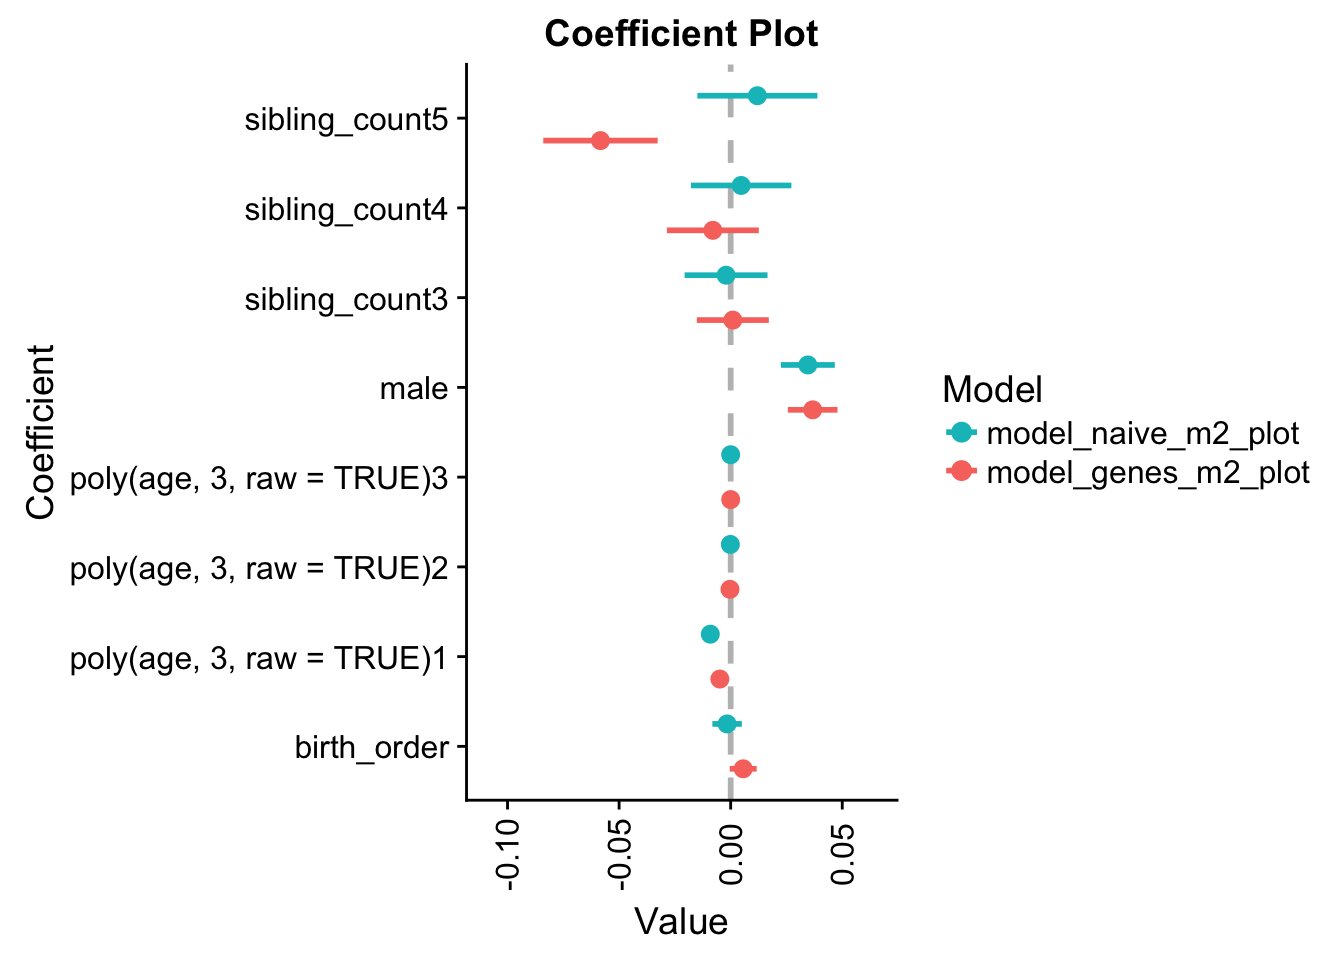 Coefficient Plot
sibling_count5
sibling_count4
sibling_count3
male
poly(age, 3, raw = TRUE)3
poly(age, 3, raw = TRUE)2
poly(age, 3, raw = TRUE)1
birth_order
Coefficient
-0.10
-0.05
0.00
0.05
Value
Model
model_naive_m2_plot
model_genes_m2_plot